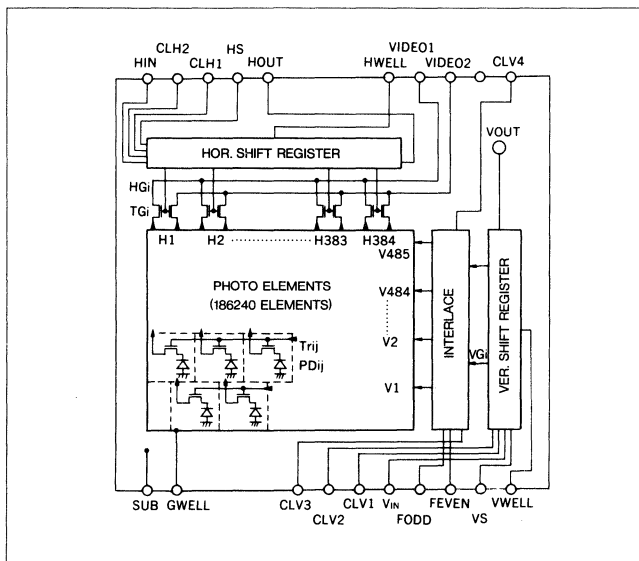 CLH2 HS VIDEO1 VIDEO2
HIN CLH1 HOUT HWELL CLV4
VOUT
HOR. SHIFT REGISTER
HGi
TGi
H1 H2 H383 H384
V485
PHOTO ELEMENTS
(186240 ELEMENTS)
V484
V2
V1
INTERLACE
VER. SHIFT REGISTER
VGi
Trij
PDij
SUB GWELL CLV3 CLV1 VIN FEVEN VWELL
CLV2 FODD VS